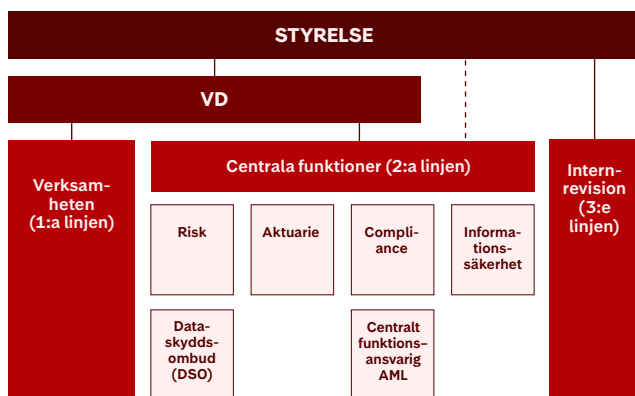 STYRELSE
VD
Verksam-
heten
(1:a linjen)
Centrala funktioner (2:a linjen)
Intern-
revision
(3:e
linjen)
Risk
Aktuarie
Compli-
ance
Informa-
tions-
säkerhet
Data-
skydds-
ombud
(DSO)
Centralt
funktions–
ansvarig
AML